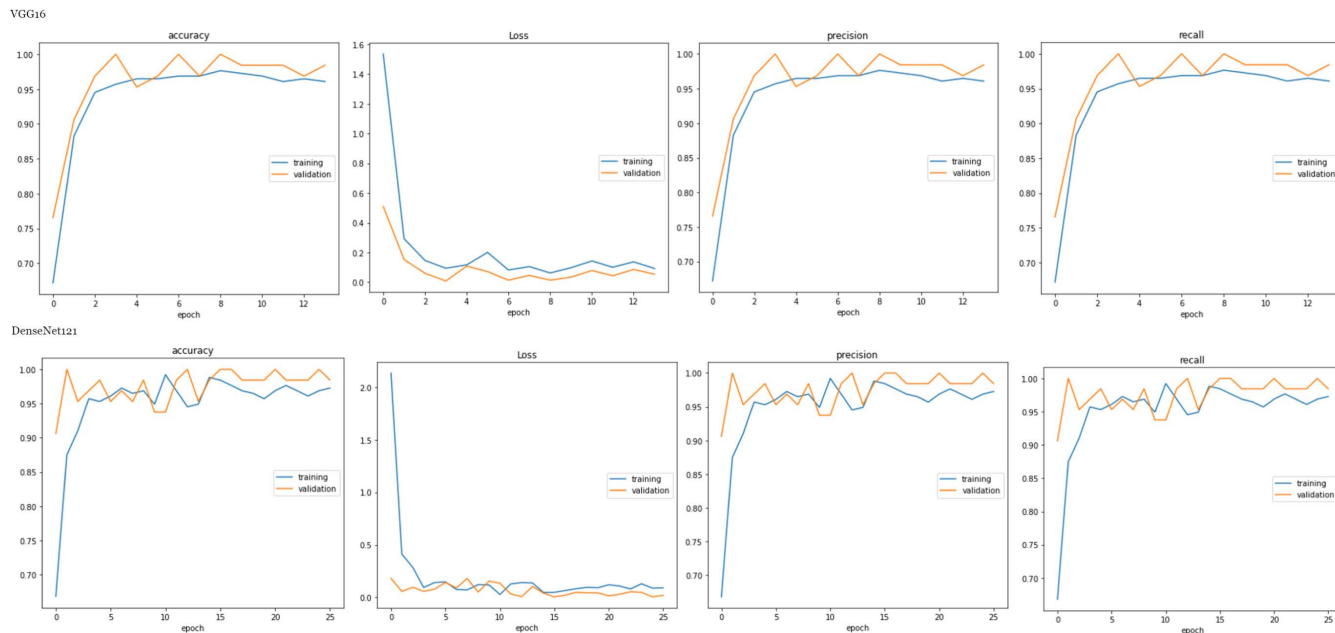 VGG16
accuracy
1.00
0.95
0.90
0.85
0.80
0.75
0.70
training
validation
0 2 4 6 8 10 12
epoch
Loss
1.6
1.4
1.2
1.0
0.8
0.6
0.4
0.2
0.0
training
validation
0 2 4 6 8 10 12
epoch
precision
1.00
0.95
0.90
0.85
0.80
0.75
0.70
training
validation
0 2 4 6 8 10 12
epoch
recall
1.00
0.95
0.90
0.85
0.80
0.75
0.70
training
validation
0 2 4 6 8 10 12
epoch
DenseNet121
accuracy
1.00
0.95
0.90
0.85
0.80
0.75
0.70
training
validation
0 5 10 15 20 25
epoch
Loss
2.0
1.5
1.0
0.5
0.0
training
validation
0 5 10 15 20 25
epoch
precision
1.00
0.95
0.90
0.85
0.80
0.75
0.70
training
validation
0 5 10 15 20 25
epoch
recall
1.00
0.95
0.90
0.85
0.80
0.75
0.70
training
validation
0 5 10 15 20 25
epoch